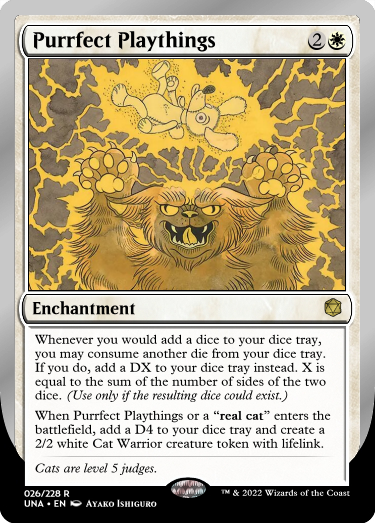 Purrfect Playthings 2
Enchantment
Whenever you would add a dice to your dice tray,
you may consume another die from your dice tray.
If you do, add a DX to your dice tray instead. X is
equal to the sum of the number of sides of the two
dice. (Use only if the resulting dice could exist.)
When Purrfect Playthings or a “real cat” enters the
battlefield, add a D4 to your dice tray and create a
2/2 white Cat Warrior creature token with lifelink.
Cats are level 5 judges.
026/228 R
UNA • EN Ayako Ishiguro
™ & 2022 Wizards of the Coast